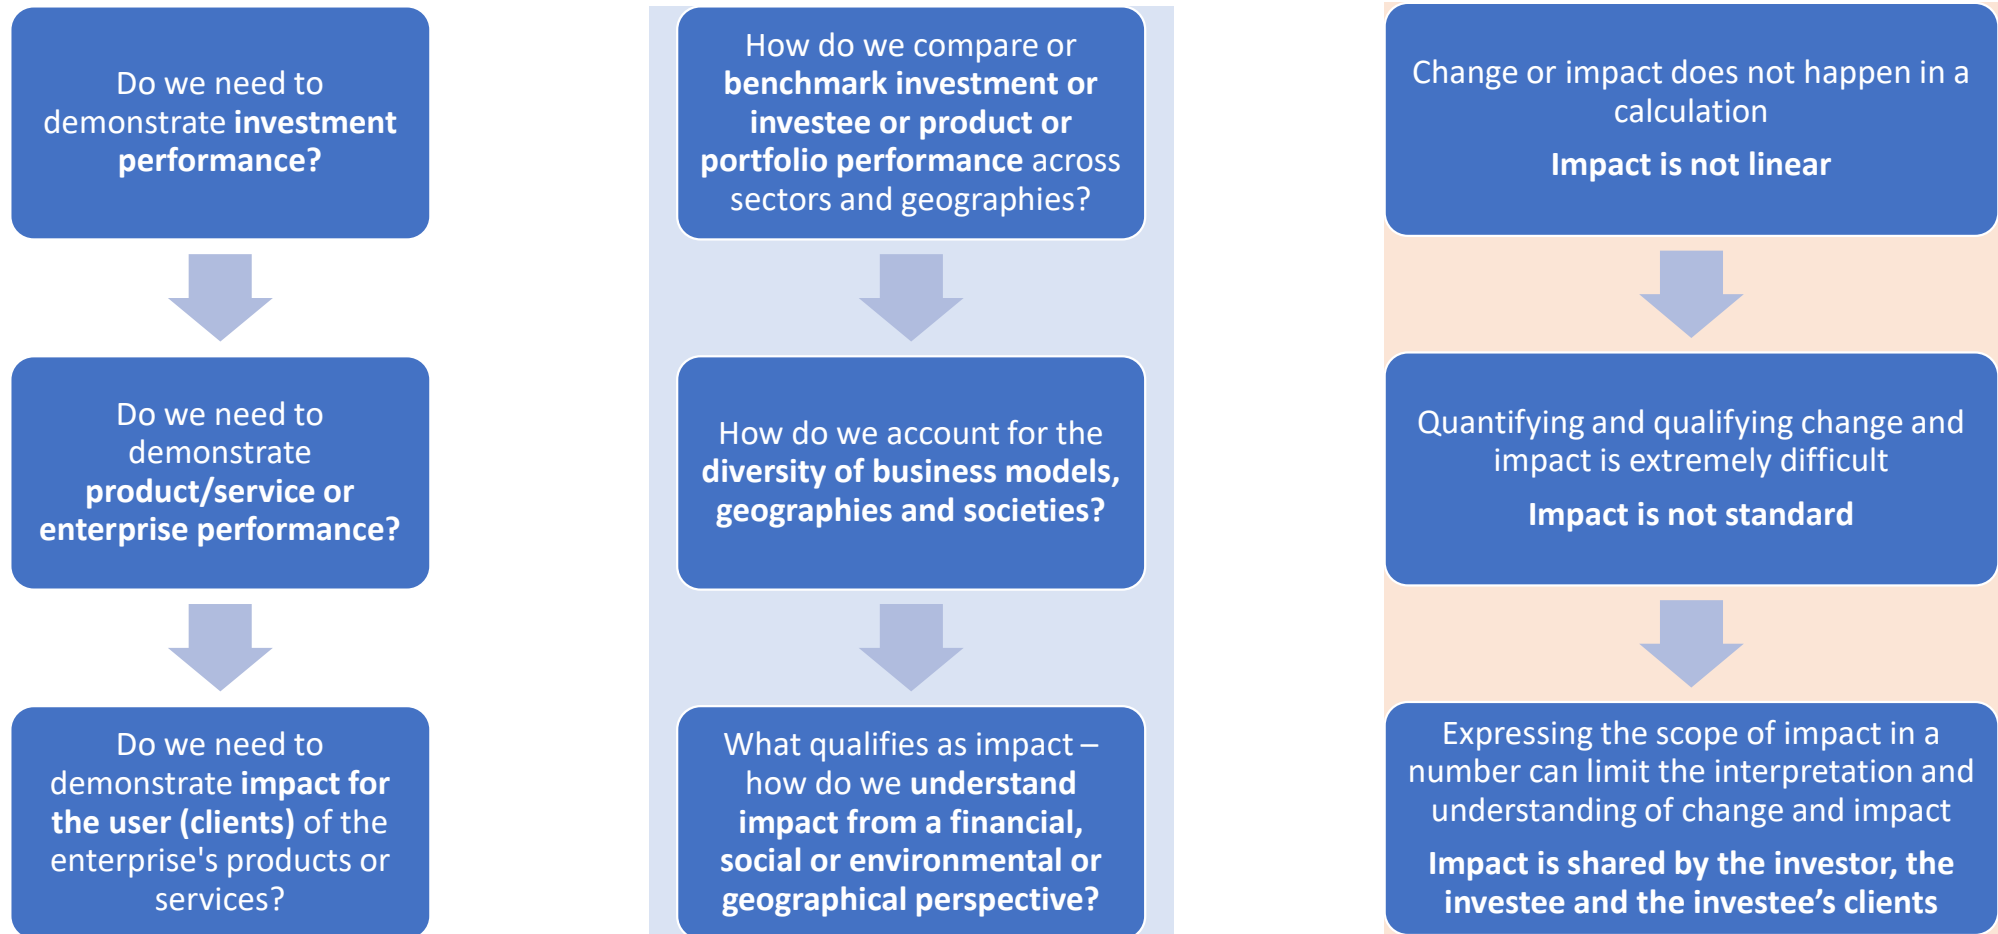 Do we need to
demonstrate investment
performance?
Do we need to
demonstrate
product/service or
enterprise performance?
Do we need to
demonstrate impact for
the user (clients) of the
enterprise's products or
services?
How do we compare or
benchmark investment or
investee or product or
portfolio performance across
sectors and geographies?
How do we account for the
diversity of business models,
geographies and societies?
What qualifies as impact –
how do we understand
impact from a financial,
social or environmental or
geographical perspective?
Change or impact does not happen in a
calculation
Impact is not linear
Quantifying and qualifying change and
impact is extremely difficult
Impact is not standard
Expressing the scope of impact in a
number can limit the interpretation and
understanding of change and impact
Impact is shared by the investor, the
investee and the investee’s clients